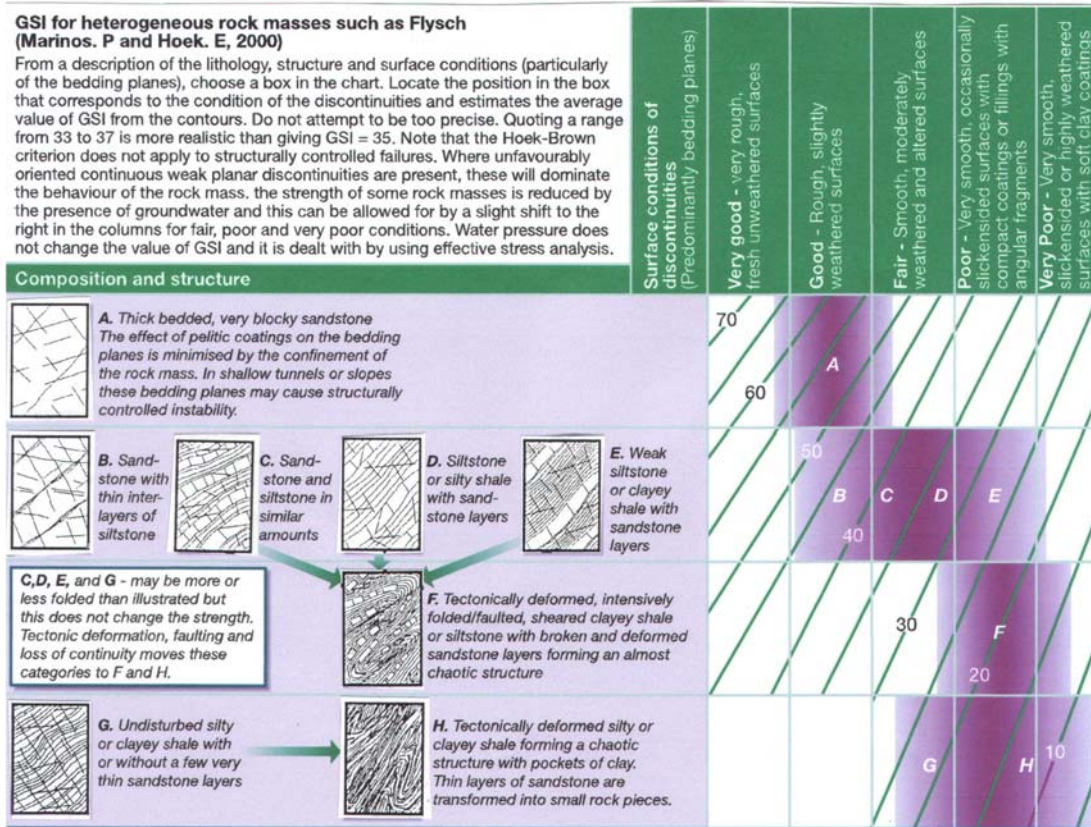 GSI for heterogeneous rock masses such as Flysch
(Marinos. P and Hoek. E, 2000)
From a description of the lithology, structure and surface conditions (particularly
of the bedding planes), choose a box in the chart. Locate the position in the box
that corresponds to the condition of the discontinuities and estimates the average
value of GSI from the contours. Do not attempt to be too precise. Quoting a range
from 33 to 37 is more realistic than giving GSI = 35. Note that the Hoek-Brown
criterion does not apply to structurally controlled failures. Where unfavourably
oriented continuous weak planar discontinuities are present, these will dominate
the behaviour of the rock mass. the strength of some rock masses is reduced by
the presence of groundwater and this can be allowed for by a slight shift to the
right in the columns for fair, poor and very poor conditions. Water pressure does
not change the value of GSI and it is dealt with by using effective stress analysis.
Composition and structure
Surface conditions of
discontinuities
(Predominantly bedding planes)
Very good - very rough,
fresh unweathered surfaces
Good - Rough, slightly
weathered surfaces
Fair - Smooth, moderately
weathered and altered surfaces
Poor - Very smooth, occasionally
slickensided surfaces with
compact coatings or fillings with
angular fragments
Very Poor - Very smooth,
slickensided or highly weathered
surfaces with soft clay coatings
A. Thick bedded, very blocky sandstone
The effect of pelitic coatings on the bedding
planes is minimised by the confinement of
the rock mass. In shallow tunnels or slopes
these bedding planes may cause structurally
controlled instability.
70
60
A
B. Sand-
stone with
thin inter-
layers of
siltstone
C. Sand-
stone and
siltstone in
similar
amounts
D. Siltstone
or silty shale
with sand-
stone layers
E. Weak
siltstone
or clayey
shale with
sandstone
layers
50
B
C
D
E
40
C,D, E, and G - may be more or
less folded than illustrated but
this does not change the strength.
Tectonic deformation, faulting and
loss of continuity moves these
categories to F and H.
F. Tectonically deformed, intensively
folded/faulted, sheared clayey shale
or siltstone with broken and deformed
sandstone layers forming an almost
chaotic structure
30
F
20
G. Undisturbed silty
or clayey shale with
or without a few very
thin sandstone layers
H. Tectonically deformed silty or
clayey shale forming a chaotic
structure with pockets of clay.
Thin layers of sandstone are
transformed into small rock pieces.
G
H
10